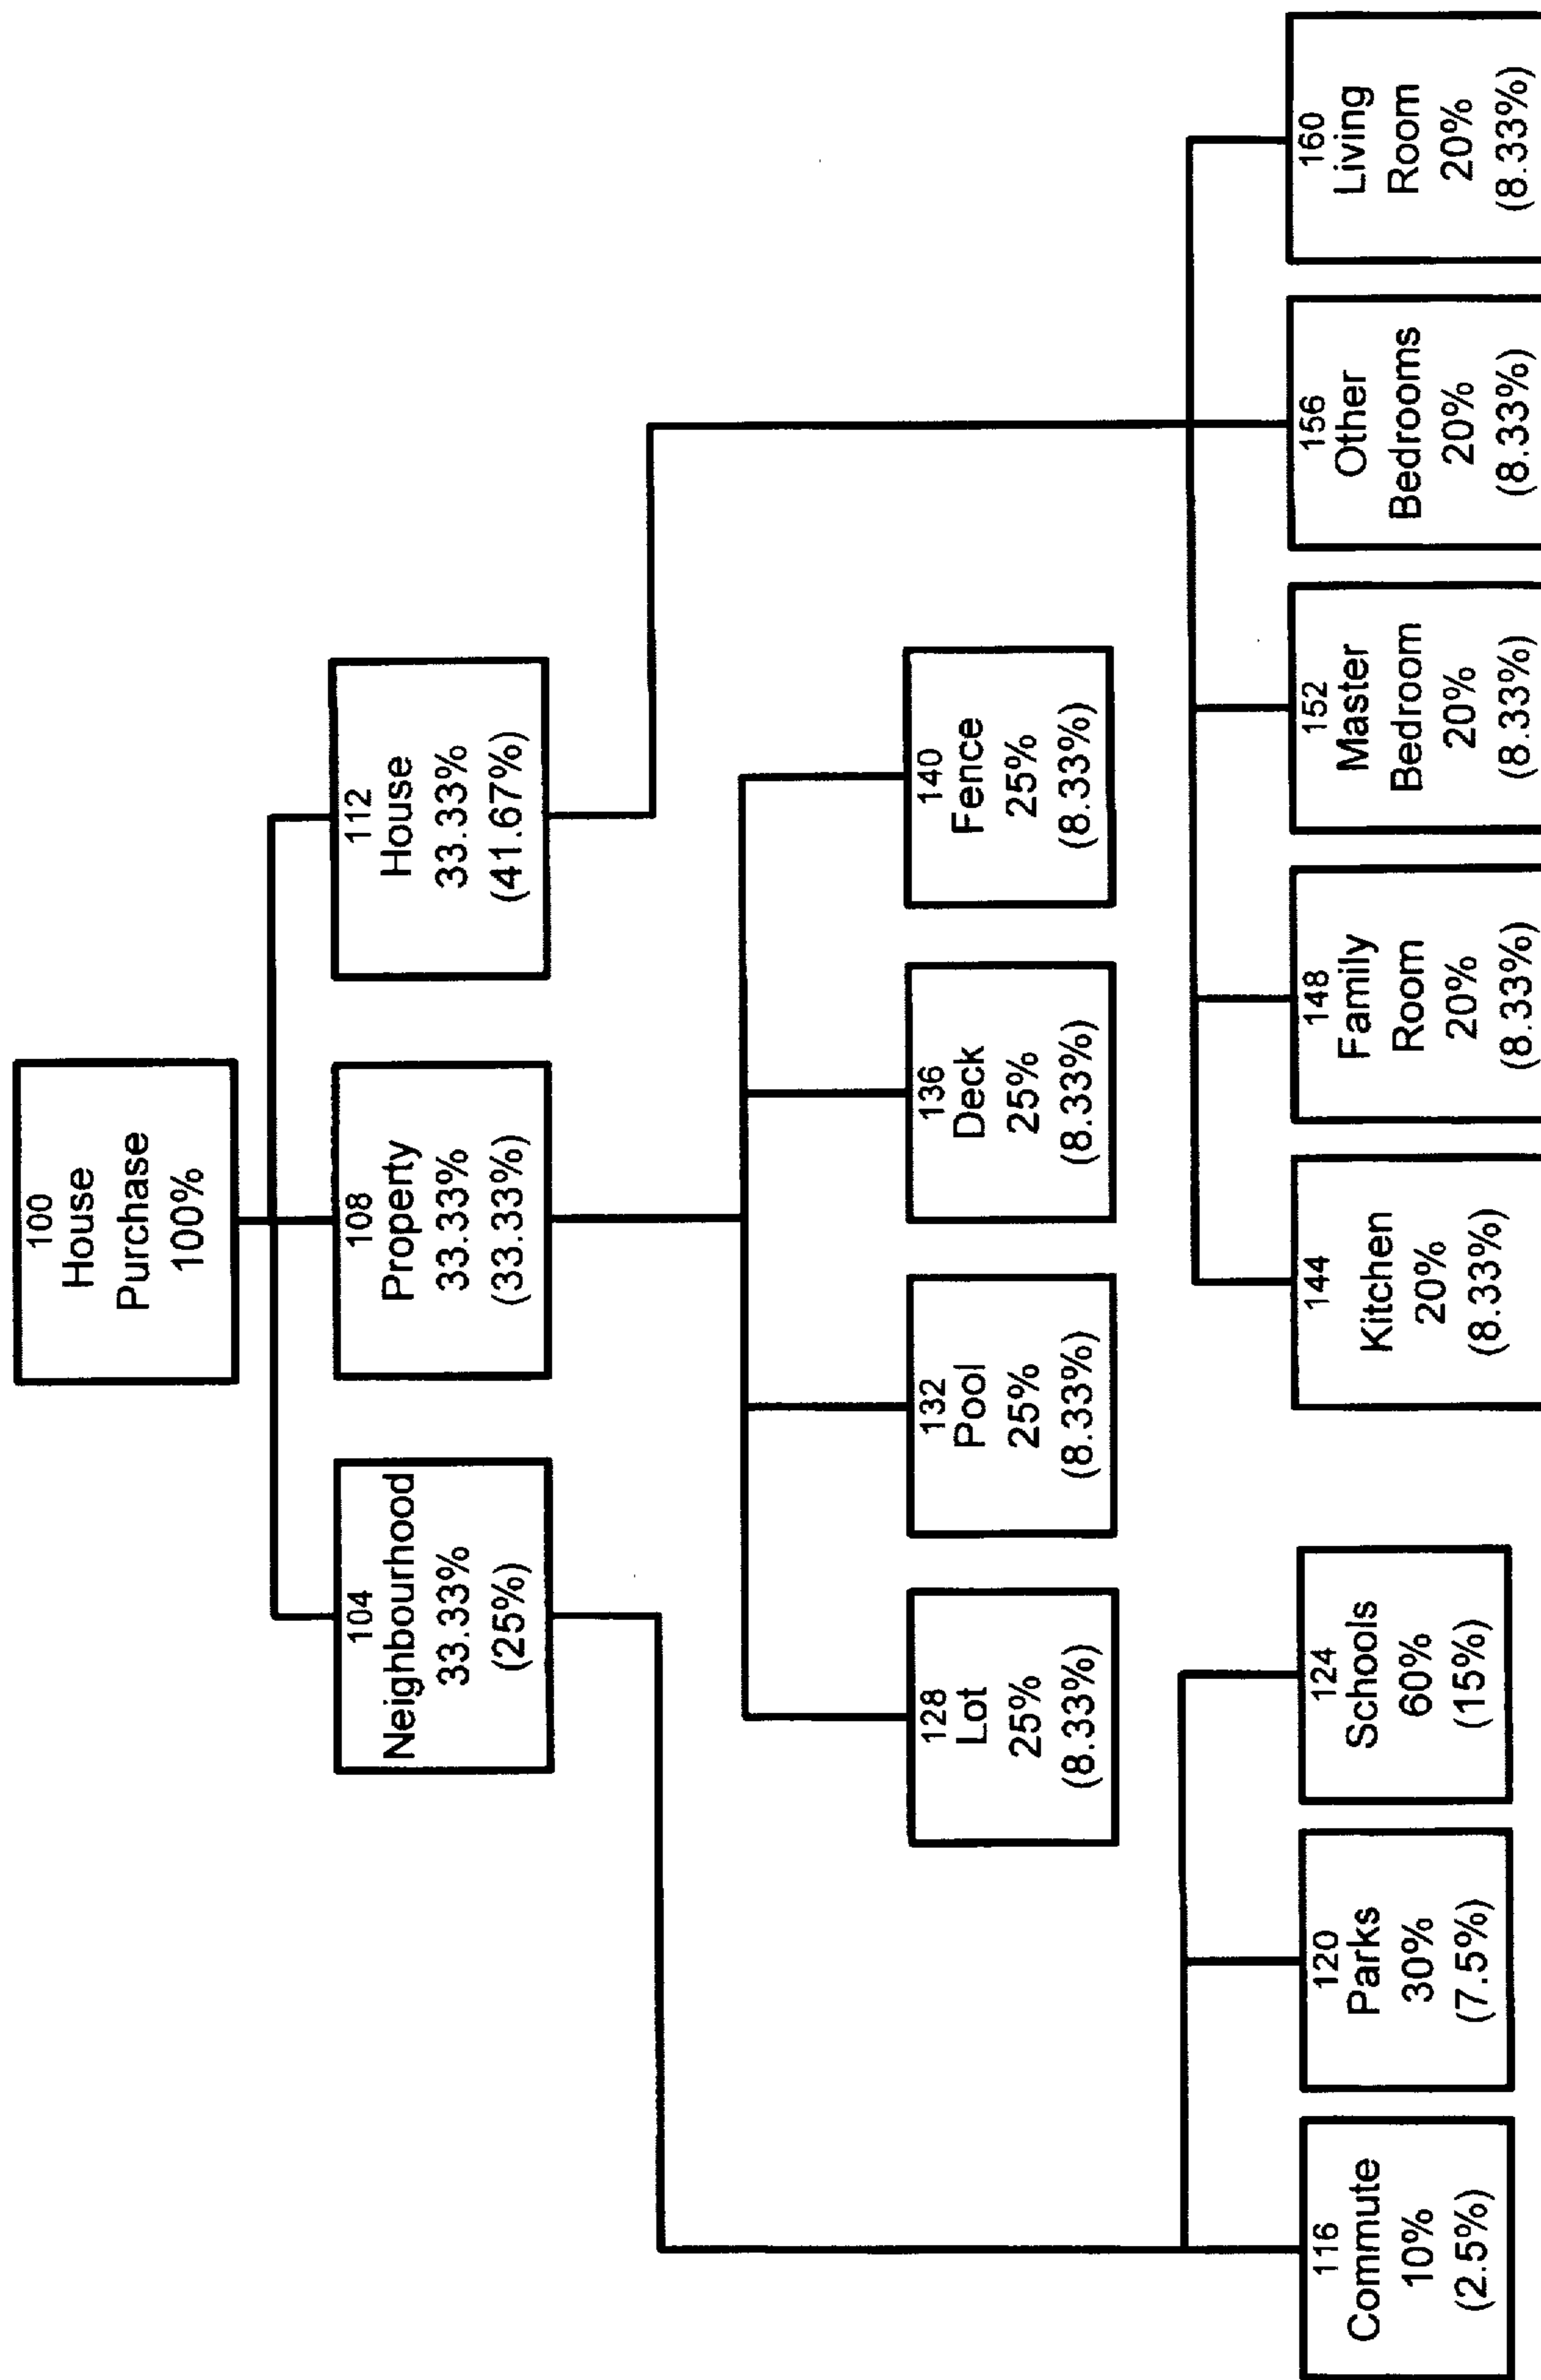 100
House
Purchase
100%
104
Neighbourhood
33.33%
(25%)
108
Property
33.33%
(33.33%)
112
House
33.33%
(41.67%)
128
Lot
25%
(8.33%)
132
Pool
25%
(8.33%)
136
Deck
25%
(8.33%)
140
Fence
25%
(8.33%)
116
Commute
10%
(2.5%)
120
Parks
30%
(7.5%)
124
Schools
60%
(15%)
144
Kitchen
20%
(8.33%)
148
Family
Room
20%
(8.33%)
152
Master
Bedroom
20%
(8.33%)
156
Other
Bedrooms
20%
(8.33%)
160
Living
Room
20%
(8.33%)